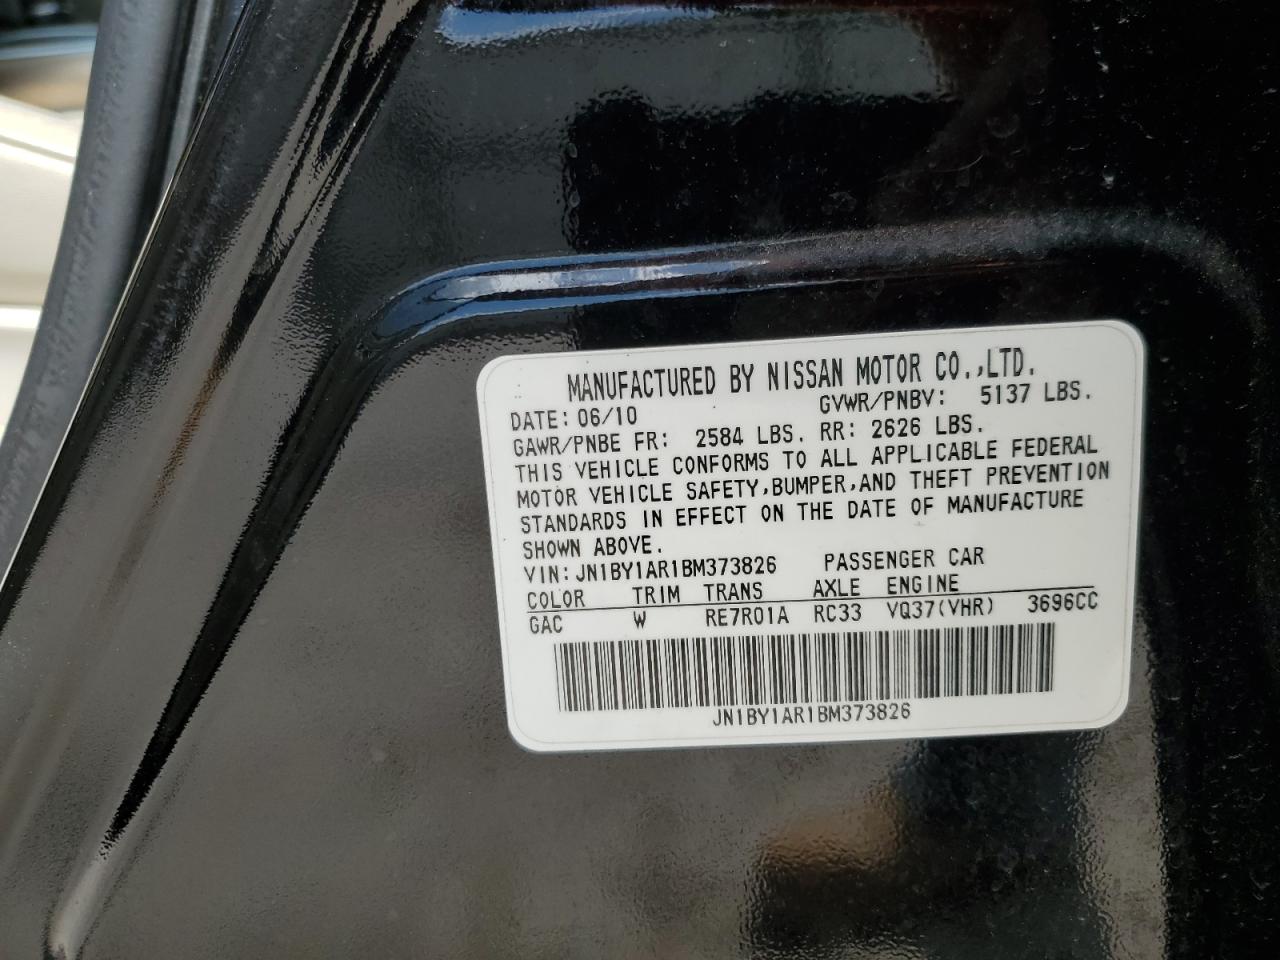 MANUFACTURED BY NISSAN MOTOR CO.,LTD.
DATE: 06/10 GVWR/PNBV: 5137 LBS.
GAWR/PNBE FR: 2584 LBS. RR: 2626 LBS.
THIS VEHICLE CONFORMS TO ALL APPLICABLE FEDERAL
MOTOR VEHICLE SAFETY,BUMPER,AND THEFT PREVENTION
STANDARDS IN EFFECT ON THE DATE OF MANUFACTURE
SHOWN ABOVE.
VIN:JN1BY1AR1BM373826 PASSENGER CAR
COLOR TRIM TRANS AXLE ENGINE
GAC W RE7R01A RC33 VQ37(VHR) 3696CC
JN1BY1AR1BM373826